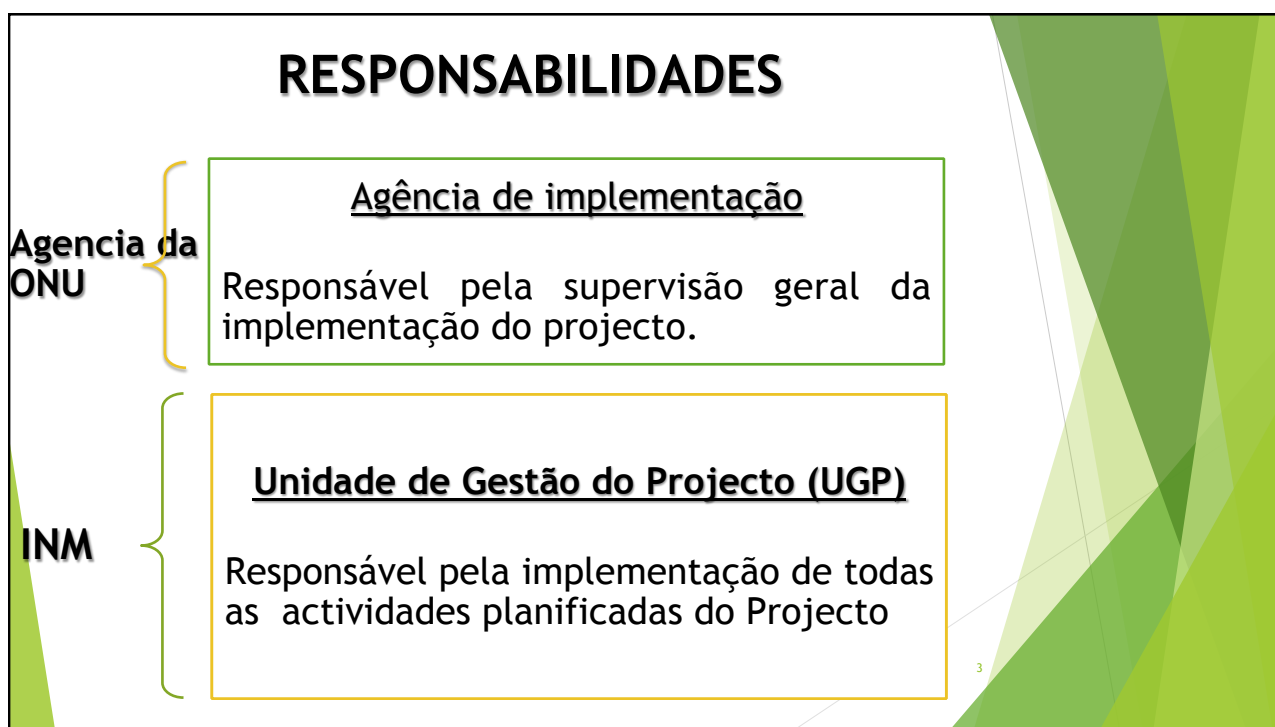 RESPONSABILIDADES
Agencia da
ONU
Agência de implementação
Responsável pela supervisão geral da
implementação do projecto.
INM
Unidade de Gestão do Projecto (UGP)
Responsável pela implementação de todas
as actividades planificadas do Projecto
3